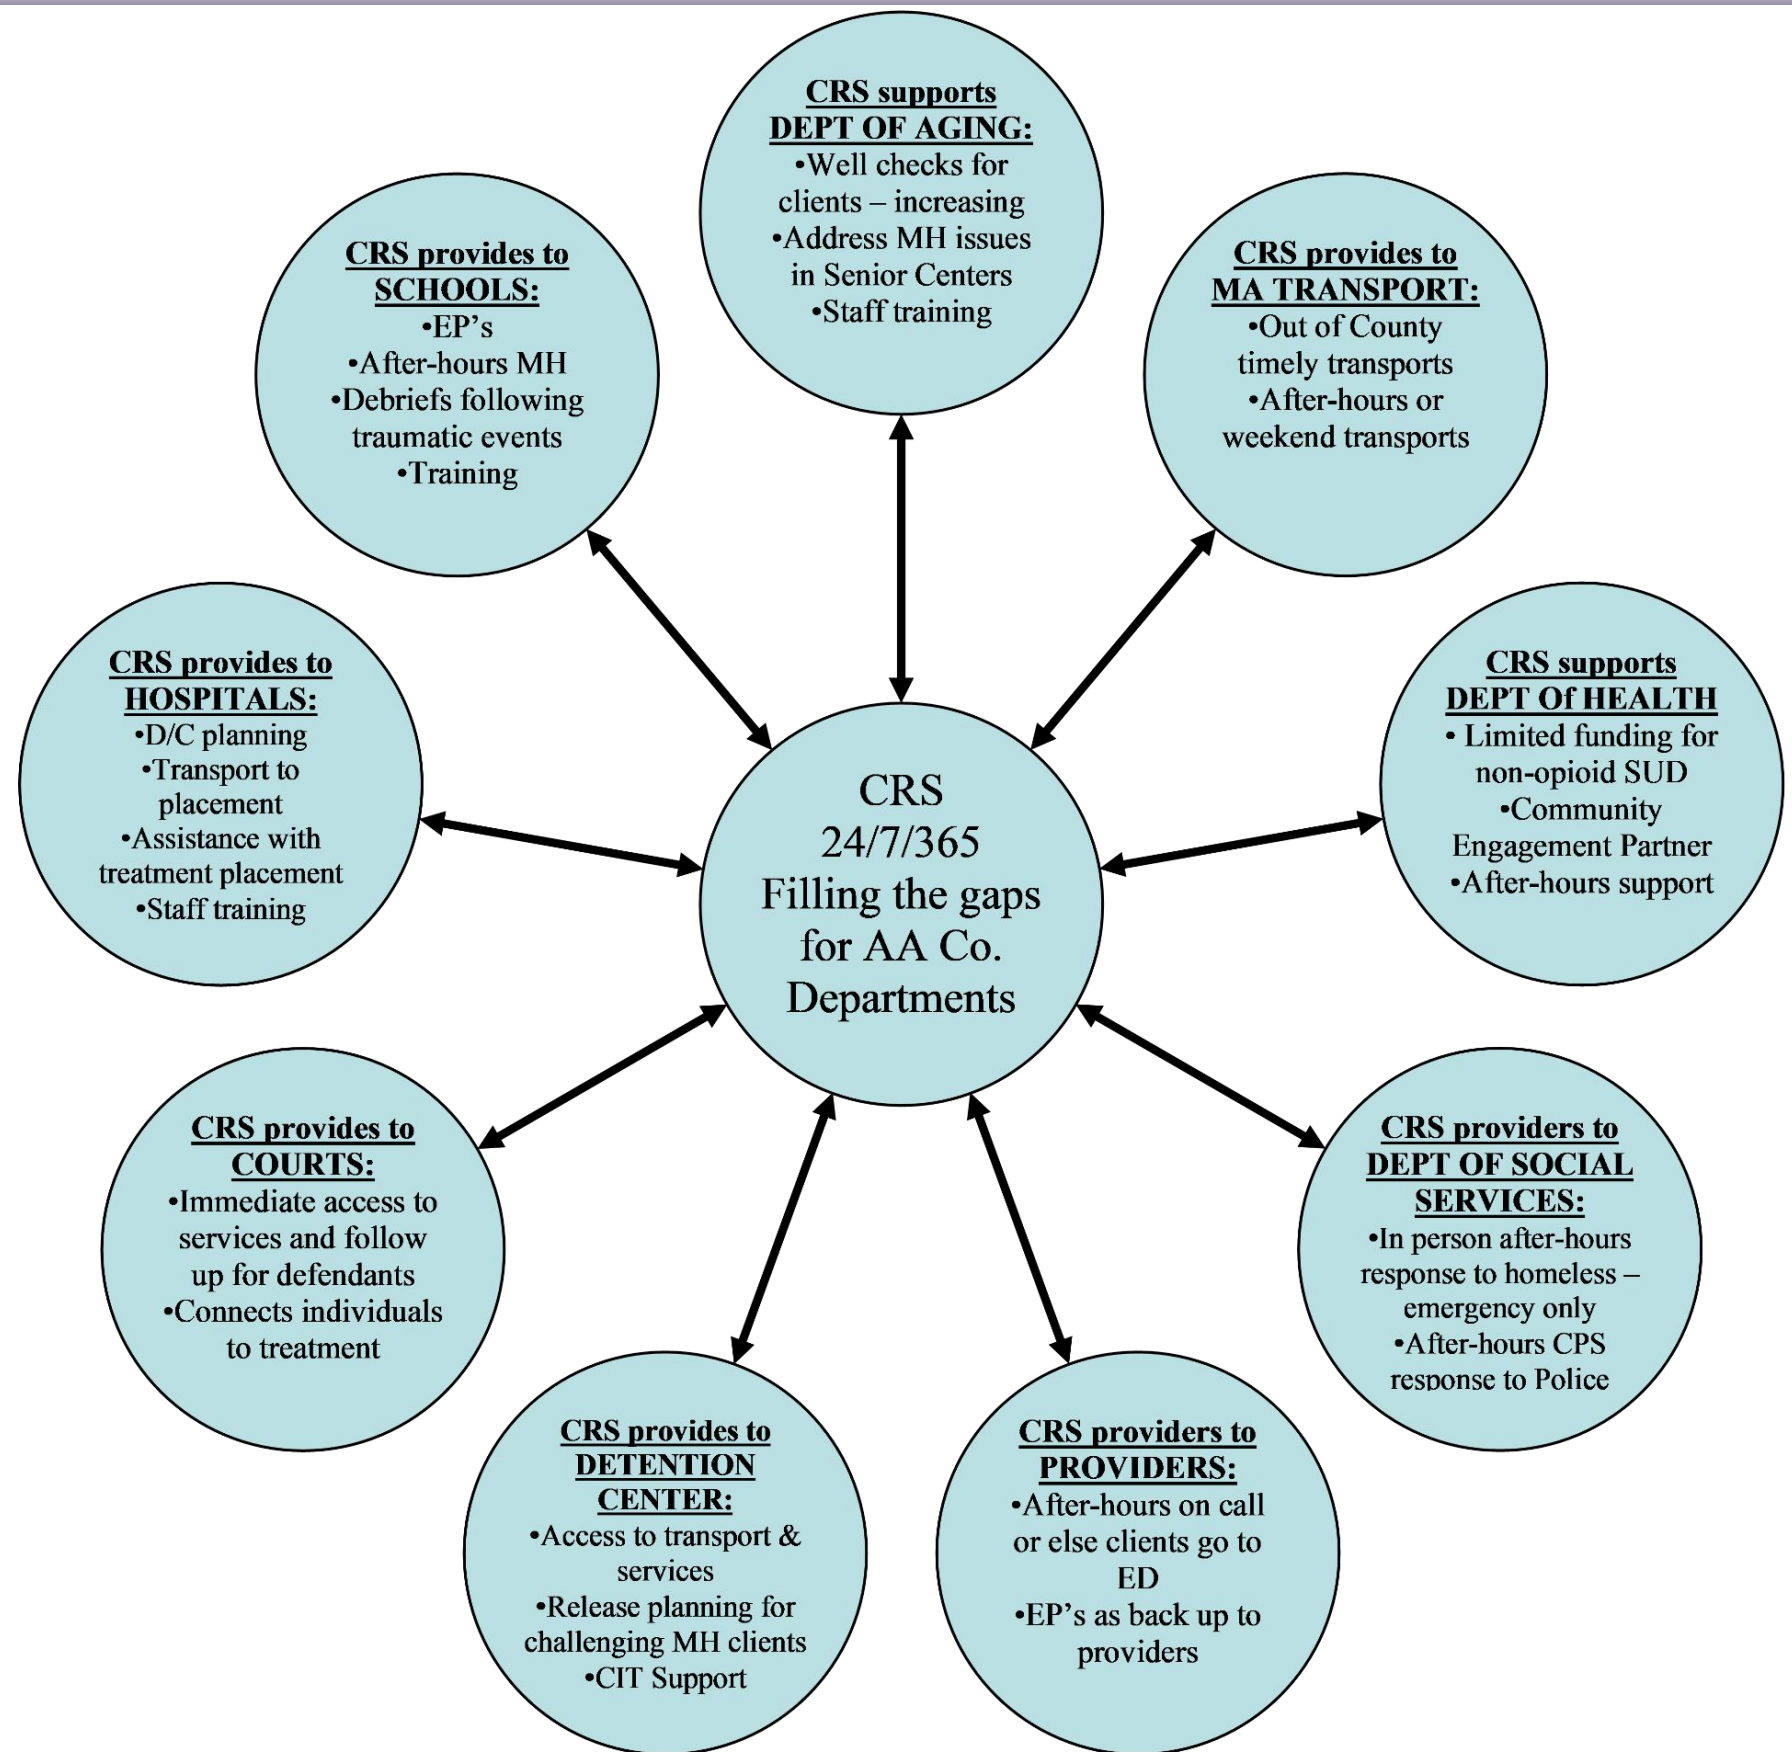 CRS supports
DEPT OF AGING:
•Well checks for
clients – increasing
•Address MH issues
in Senior Centers
•Staff training
CRS provides to
SCHOOLS:
•EP’s
•After-hours MH
•Debriefs following
traumatic events
•Training
CRS provides to
MA TRANSPORT:
•Out of County
timely transports
•After-hours or
weekend transports
CRS provides to
HOSPITALS:
•D/C planning
•Transport to
placement
•Assistance with
treatment placement
•Staff training
CRS
24/7/365
Filling the gaps
for AA Co.
Departments
CRS supports
DEPT Of HEALTH
• Limited funding for
non-opioid SUD
•Community
Engagement Partner
•After-hours support
CRS provides to
COURTS:
•Immediate access to
services and follow
up for defendants
•Connects individuals
to treatment
CRS providers to
DEPT OF SOCIAL
SERVICES:
•In person after-hours
response to homeless –
emergency only
•After-hours CPS
response to Police
CRS provides to
DETENTION
CENTER:
•Access to transport &
services
•Release planning for
challenging MH clients
•CIT Support
CRS providers to
PROVIDERS:
•After-hours on call
or else clients go to
ED
•EP’s as back up to
providers